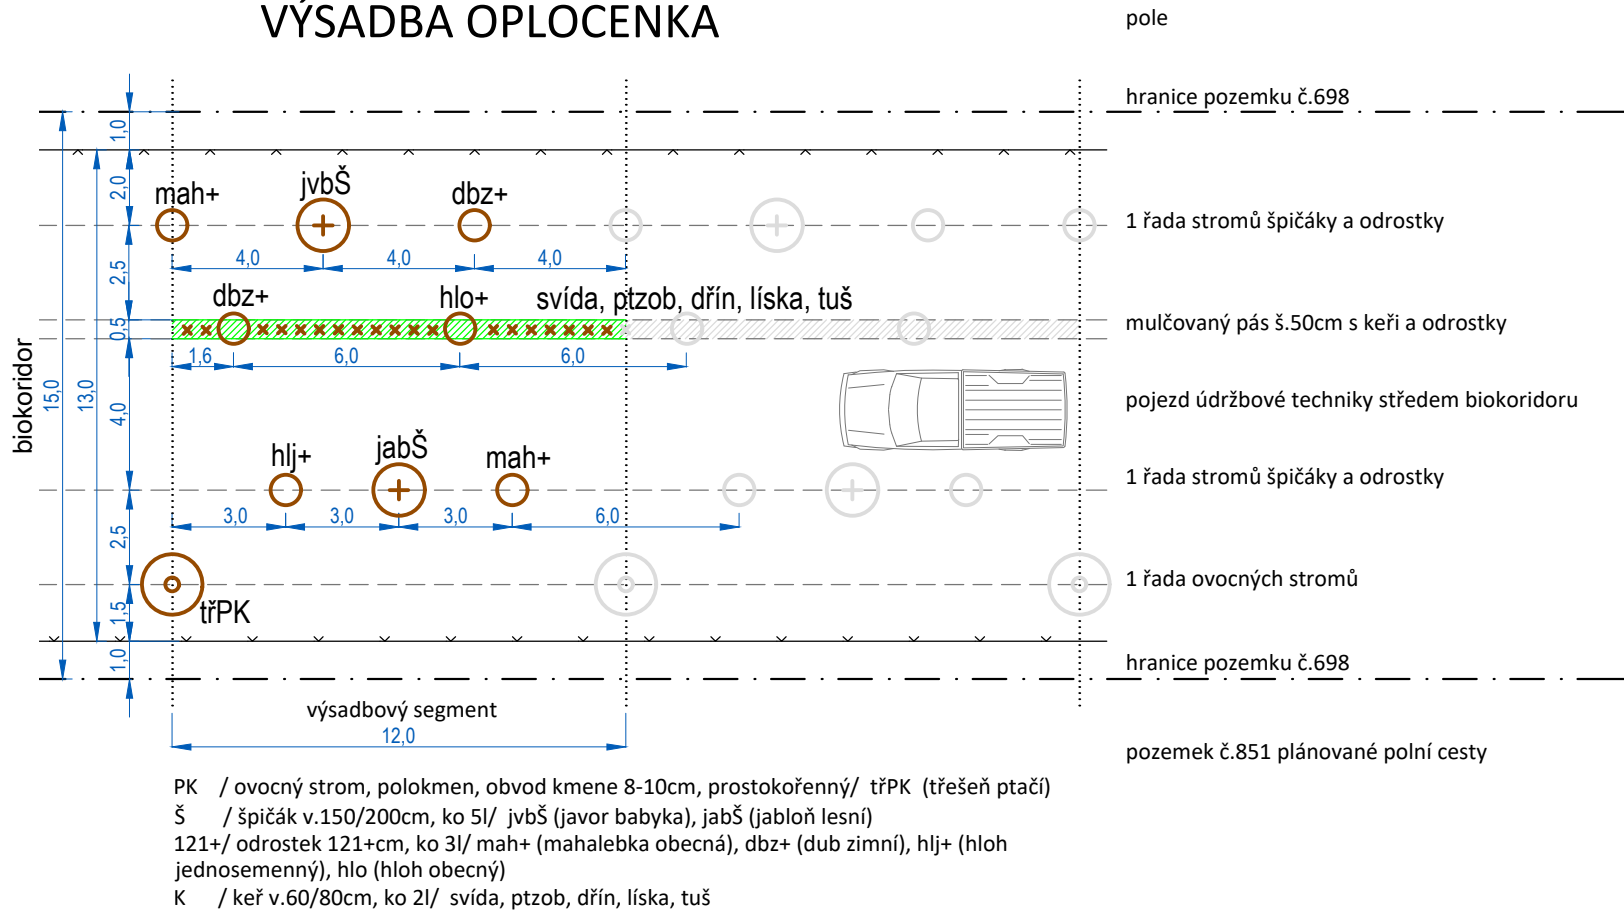 VÝSADBA OPLOCENKA
pole
hranice pozemku č.698
1,0
2,0
mah+
jvbŠ
dbz+
1 řada stromů špičáky a odrostky
4,0
4,0
4,0
2,5
dbz+
hlo+
svída, ptzob, dřín, líska, tuš
0,5
mulčovaný pás š.50cm s keři a odrostky
1,6
6,0
6,0
biokoridor
15,0
13,0
4,0
pojezd údržbové techniky středem biokoridoru
hlj+
jabŠ
mah+
1 řada stromů špičáky a odrostky
3,0
3,0
3,0
6,0
2,5
1 řada ovocných stromů
třPK
1,5
1,0
hranice pozemku č.698
výsadbový segment
12,0
pozemek č.851 plánované polní cesty
PK / ovocný strom, polokmen, obvod kmene 8-10cm, prostokořenný/ třPK (třešeň ptačí)
Š / špičák v.150/200cm, ko 5l/ jvbŠ (javor babyka), jabŠ (jabloň lesní)
121+/ odrostek 121+cm, ko 3l/ mah+ (mahalebka obecná), dbz+ (dub zimní), hlj+ (hloh
jednosemenný), hlo (hloh obecný)
K / keř v.60/80cm, ko 2l/ svída, ptzob, dřín, líska, tuš